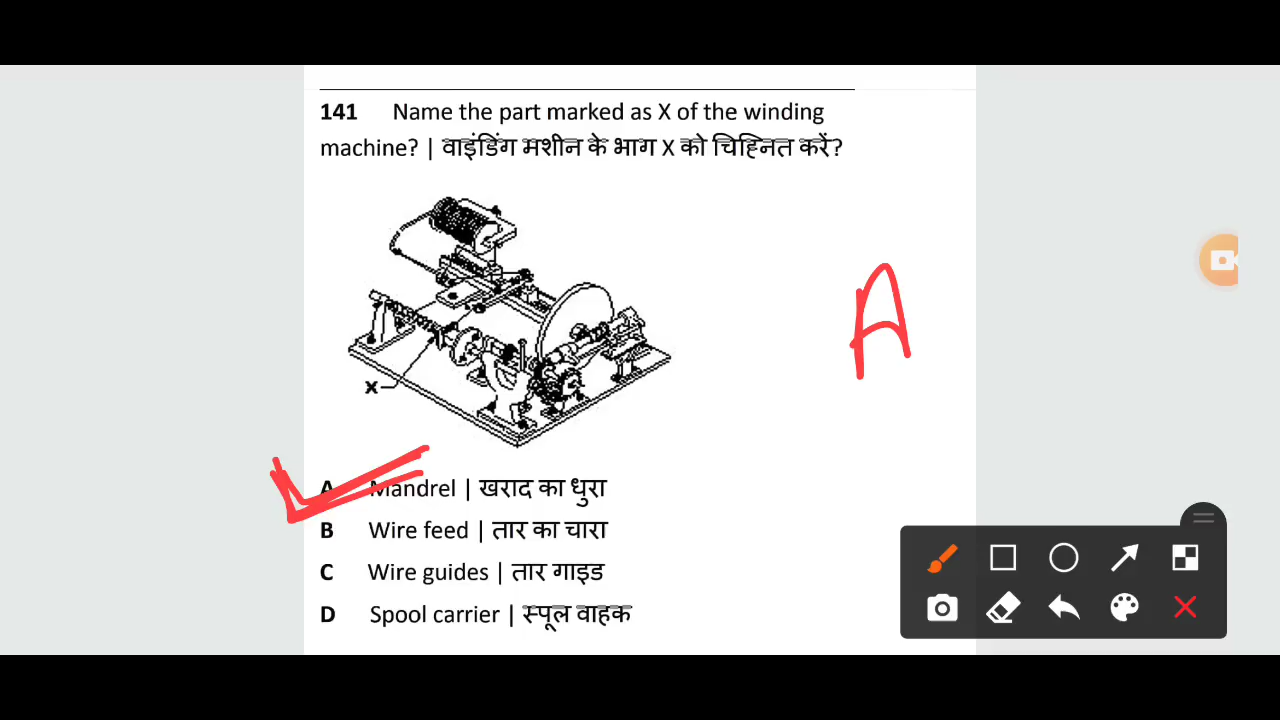 141 Name the part marked as X of the winding
machine? | वाइंडिंग मशीन के भाग X को चिह्नित करें?
X
A
A Mandrel | खराद का धुरा
B Wire feed | तार का चारा
C Wire guides | तार गाइड
D Spool carrier | स्पूल वाहक